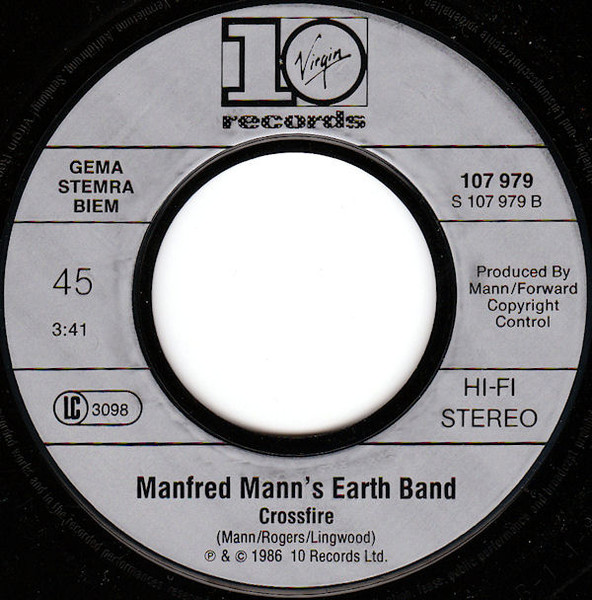 10
Virgin
records
GEMA
STEMRA
BIEM
107 979
S 107 979 B
45
3:41
Produced By
Mann/Forward
Copyright
Control
LC 3098
HI-FI
STEREO
Manfred Mann's Earth Band
Crossfire
(Mann/Rogers/Lingwood)
℗ & © 1986 10 Records Ltd.